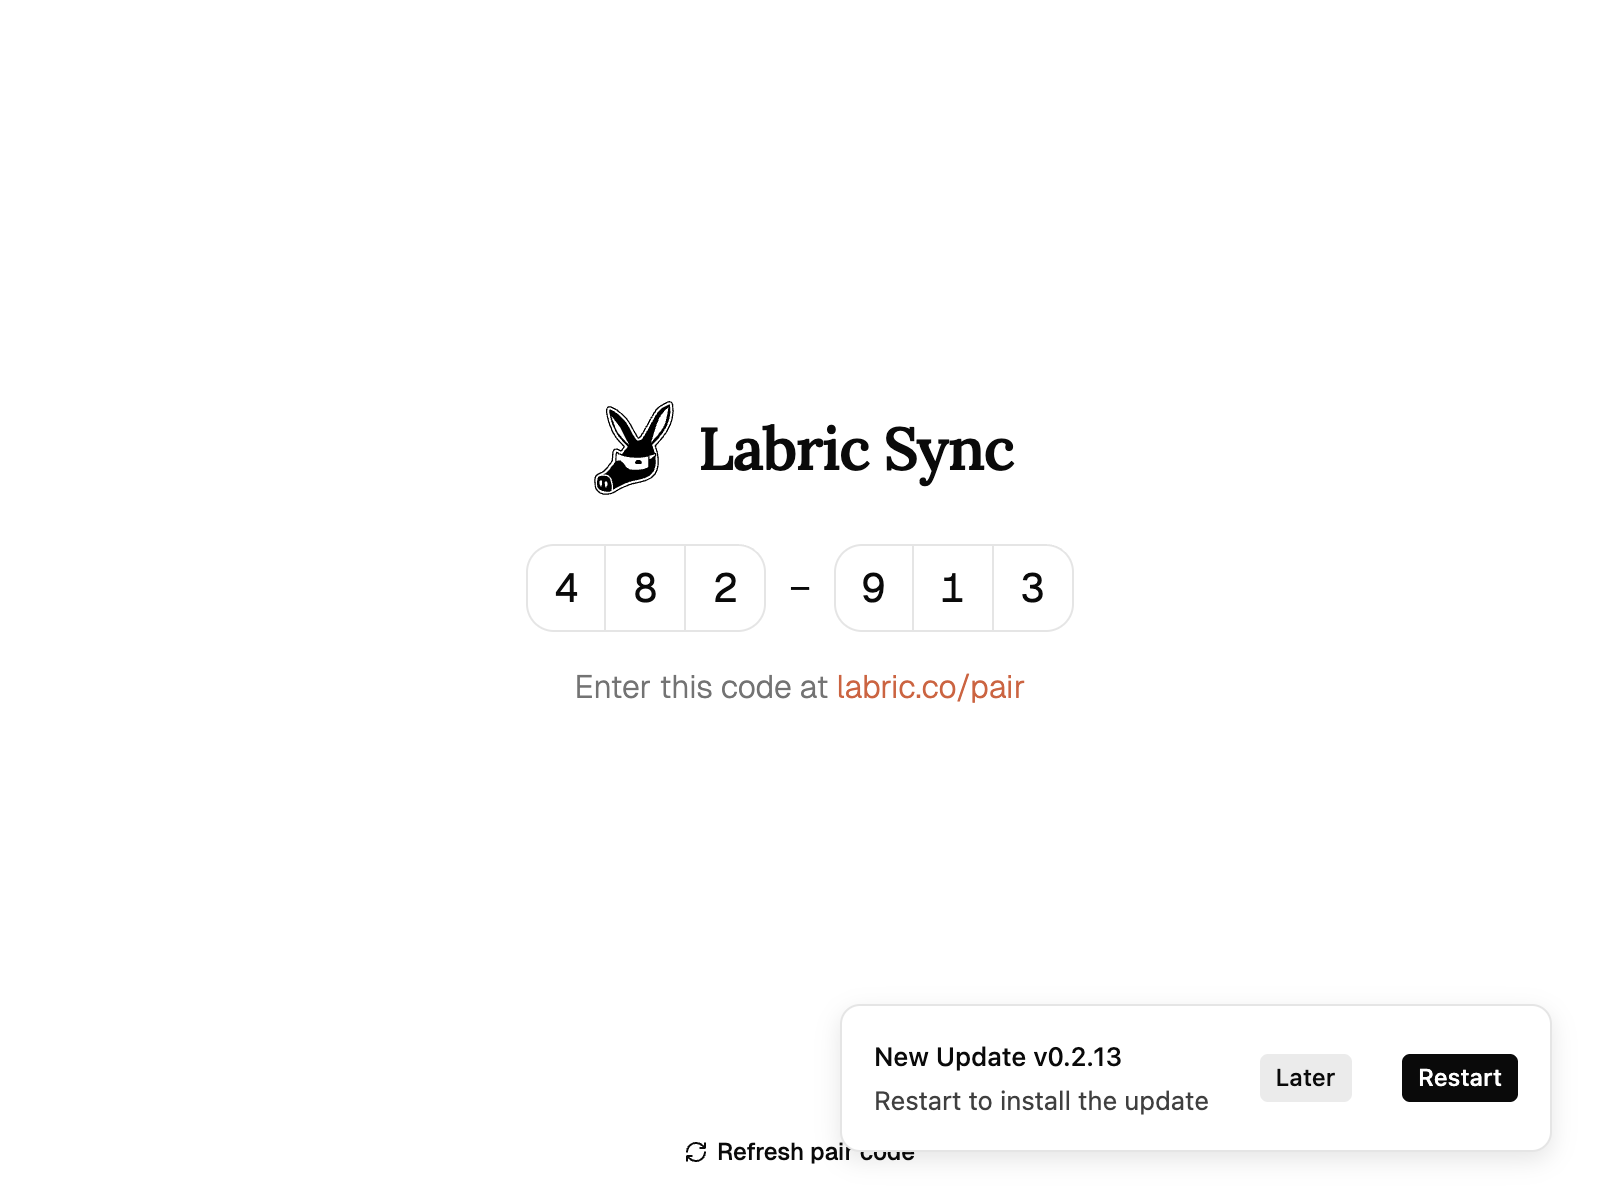 Labric Sync
4 8 2 - 9 1 3
Enter this code at labric.co/pair
New Update v0.2.13
Restart to install the update
Later
Restart
Refresh pair code